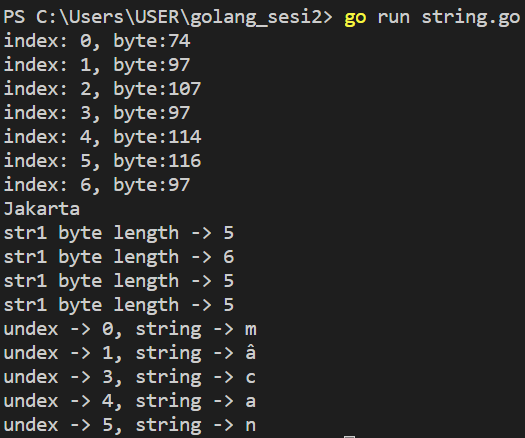 PS C:\Users\USER\golang_sesi2> go run string.go
index: 0, byte:74
index: 1, byte:97
index: 2, byte:107
index: 3, byte:97
index: 4, byte:114
index: 5, byte:116
index: 6, byte:97
Jakarta
str1 byte length -> 5
str1 byte length -> 6
str1 byte length -> 5
str1 byte length -> 5
undex -> 0, string -> m
undex -> 1, string -> â
undex -> 3, string -> c
undex -> 4, string -> a
undex -> 5, string -> n